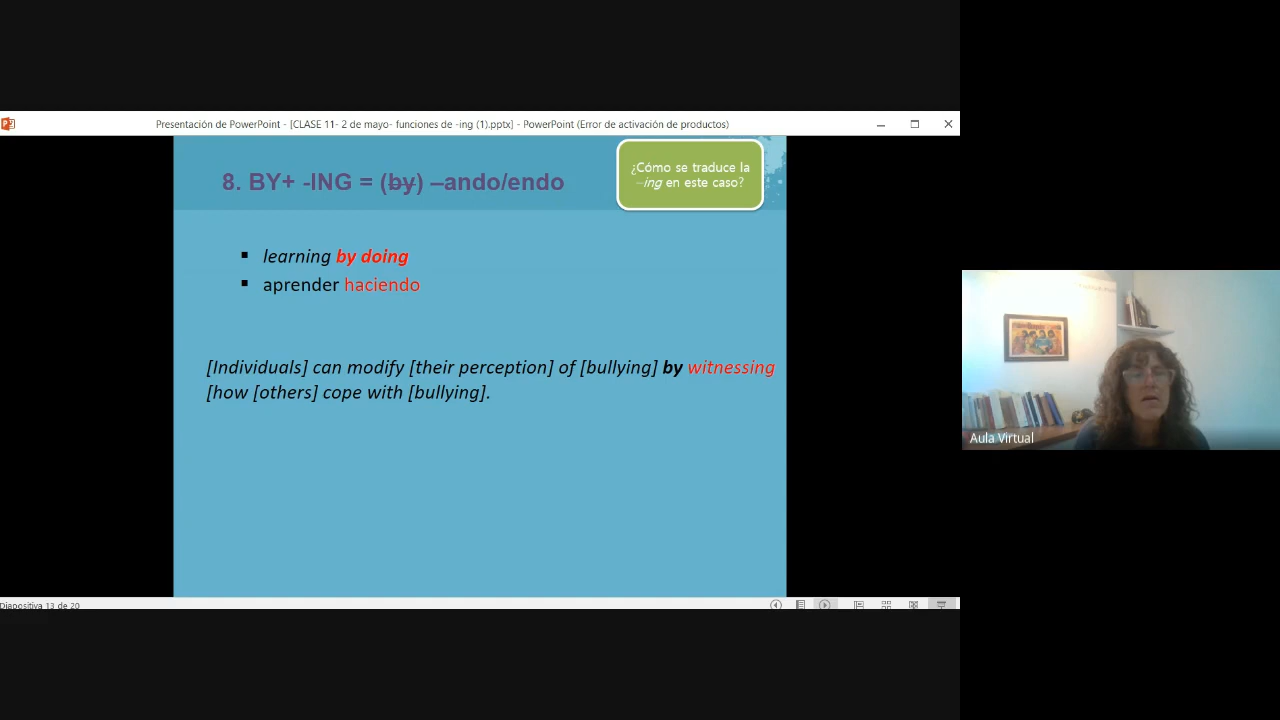 Presentación de PowerPoint - [CLASE 11- 2 de mayo- funciones de -ing (1).pptx] - PowerPoint (Error de activación de productos)
8. BY+ -ING = (by) –ando/endo
¿Cómo se traduce la
–ing en este caso?
learning by doing
aprender haciendo
[Individuals] can modify [their perception] of [bullying] by witnessing
[how [others] cope with [bullying].
Aula Virtual
Diapositiva 13 de 20